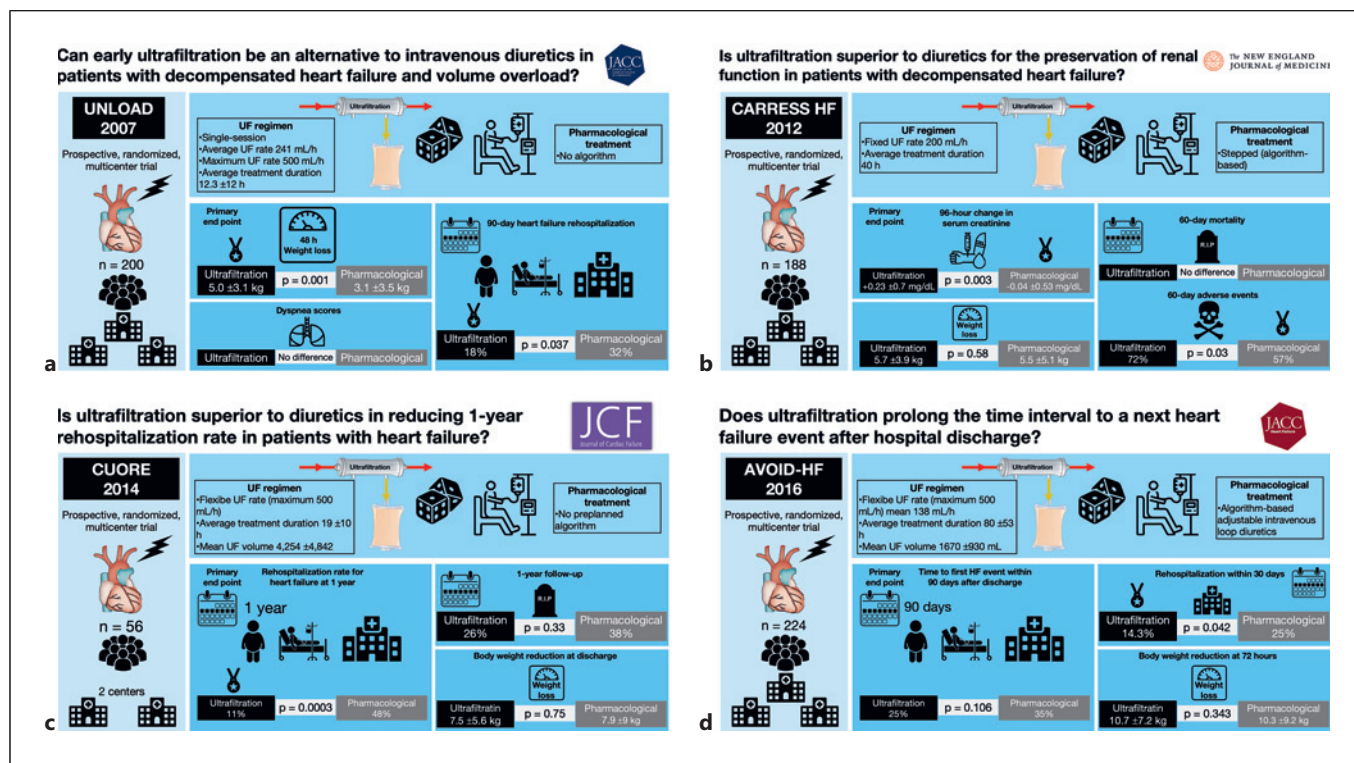 Can early ultrafiltration be an alternative to intravenous diuretics in
patients with decompensated heart failure and volume overload?
JACC
UNLOAD
2007
Prospective, randomized,
multicenter trial
n = 200
Ultrafiltration
UF regimen
•Single-session
•Average UF rate 241 mL/h
•Maximum UF rate 500 mL/h
•Average treatment duration
12.3 ±12 h
Pharmacological
treatment
•No algorithm
Primary
end point
48 h
Weight loss
Ultrafiltration
5.0 ±3.1 kg
p = 0.001
Pharmacological
3.1 ±3.5 kg
Dyspnea scores
Ultrafiltration
No difference
Pharmacological
90-day heart failure rehospitalization
Ultrafiltration
18%
p = 0.037
Pharmacological
32%
a
Is ultrafiltration superior to diuretics for the preservation of renal
function in patients with decompensated heart failure?
The NEW ENGLAND
JOURNAL of MEDICINE
CARRESS HF
2012
Prospective, randomized,
multicenter trial
n = 188
Ultrafiltration
UF regimen
•Fixed UF rate 200 mL/h
•Average treatment duration
40 h
Pharmacological
treatment
•Stepped (algorithm-
based)
Primary
end point
96-hour change in
serum creatinine
Ultrafiltration
+0.23 ±0.7 mg/dL
p = 0.003
Pharmacological
-0.04 ±0.53 mg/dL
Weight
loss
Ultrafiltration
5.7 ±3.9 kg
p = 0.58
Pharmacological
5.5 ±5.1 kg
60-day mortality
R.I.P
Ultrafiltration
No difference
Pharmacological
60-day adverse events
Ultrafiltration
72%
p = 0.03
Pharmacological
57%
b
Is ultrafiltration superior to diuretics in reducing 1-year
rehospitalization rate in patients with heart failure?
JCF
Journal of Cardiac Failure
CUORE
2014
Prospective, randomized,
multicenter trial
n = 56
2 centers
Ultrafiltration
UF regimen
•Flexibe UF rate (maximum 500
mL/h)
•Average treatment duration 19 ±10
h
•Mean UF volume 4,254 ±4,842
Pharmacological
treatment
•No preplanned
algorithm
Primary
end point
Rehospitalization rate for
heart failure at 1 year
1 year
Ultrafiltration
11%
p = 0.0003
Pharmacological
48%
1-year follow-up
R.I.P
Ultrafiltration
26%
p = 0.33
Pharmacological
38%
Body weight reduction at discharge
Weight
loss
Ultrafiltratin
7.5 ±5.6 kg
p = 0.75
Pharmacological
7.9 ±9 kg
c
Does ultrafiltration prolong the time interval to a next heart
failure event after hospital discharge?
JACC
Heart Failure
AVOID-HF
2016
Prospective, randomized,
multicenter trial
n = 224
Ultrafiltration
UF regimen
•Flexibe UF rate (maximum 500
mL/h) mean 138 mL/h
•Average treatment duration 80 ±53
h
•Mean UF volume 1670 ±930 mL
Pharmacological
treatment
•Algorithm-based
adjustable intravenous
loop diuretics
Primary
end point
Time to first HF event within
90 days after discharge
90 days
Ultrafiltration
25%
p = 0.106
Pharmacological
35%
Rehospitalization within 30 days
Ultrafiltration
14.3%
p = 0.042
Pharmacological
25%
Body weight reduction at 72 hours
Weight
loss
Ultrafiltratin
10.7 ±7.2 kg
p = 0.343
Pharmacological
10.3 ±9.2 kg
d